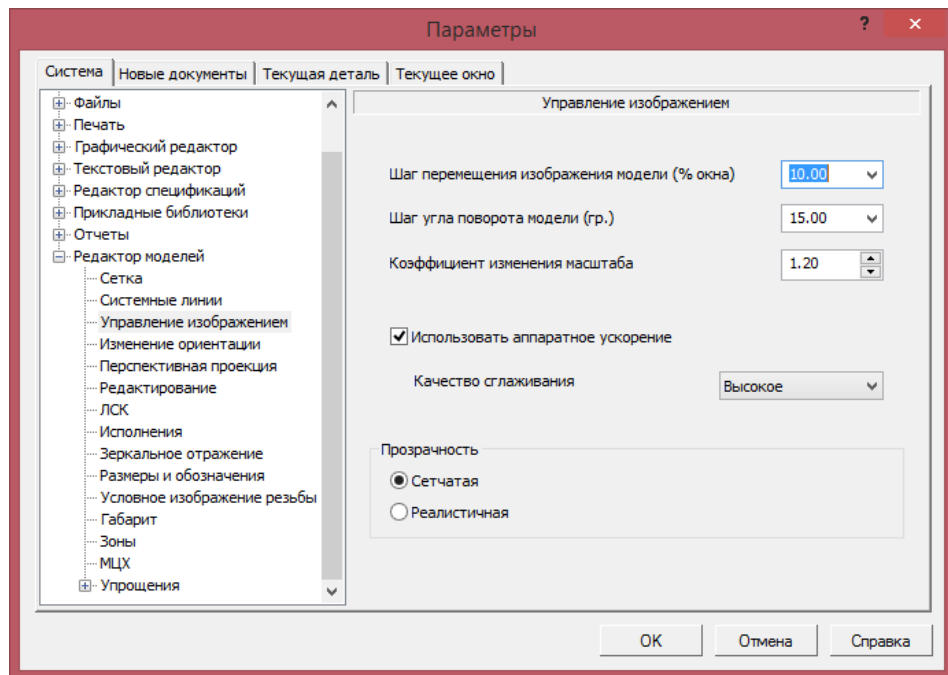 Параметры
?
Система Новые документы Текущая деталь Текущее окно
Файлы
Печать
Графический редактор
Текстовый редактор
Редактор спецификаций
Прикладные библиотеки
Отчеты
Редактор моделей
Сетка
Системные линии
Управление изображением
Изменение ориентации
Перспективная проекция
Редактирование
ЛСК
Исполнения
Зеркальное отражение
Размеры и обозначения
Условное изображение резьбы
Габарит
Зоны
МЦХ
Упрощения
Управление изображением
Шаг перемещения изображения модели (% окна) 10.00
Шаг угла поворота модели (гр.) 15.00
Коэффициент изменения масштаба 1.20
Использовать аппаратное ускорение
Качество сглаживания Высокое
Прозрачность
Сетчатая
Реалистичная
OK Отмена Справка